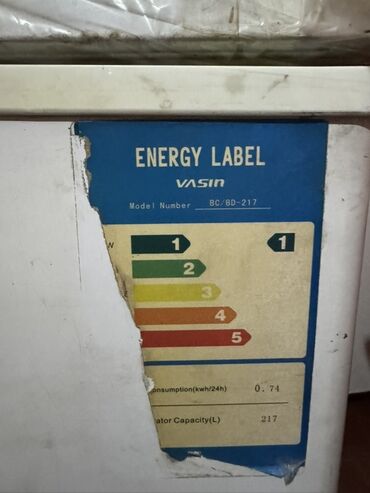 ENERGY LABEL
VASIN
Model Number BC/BD-217
1 1
2
3
4
5
onsumption(kwh/24h) 0.74
ator Capacity(L) 217